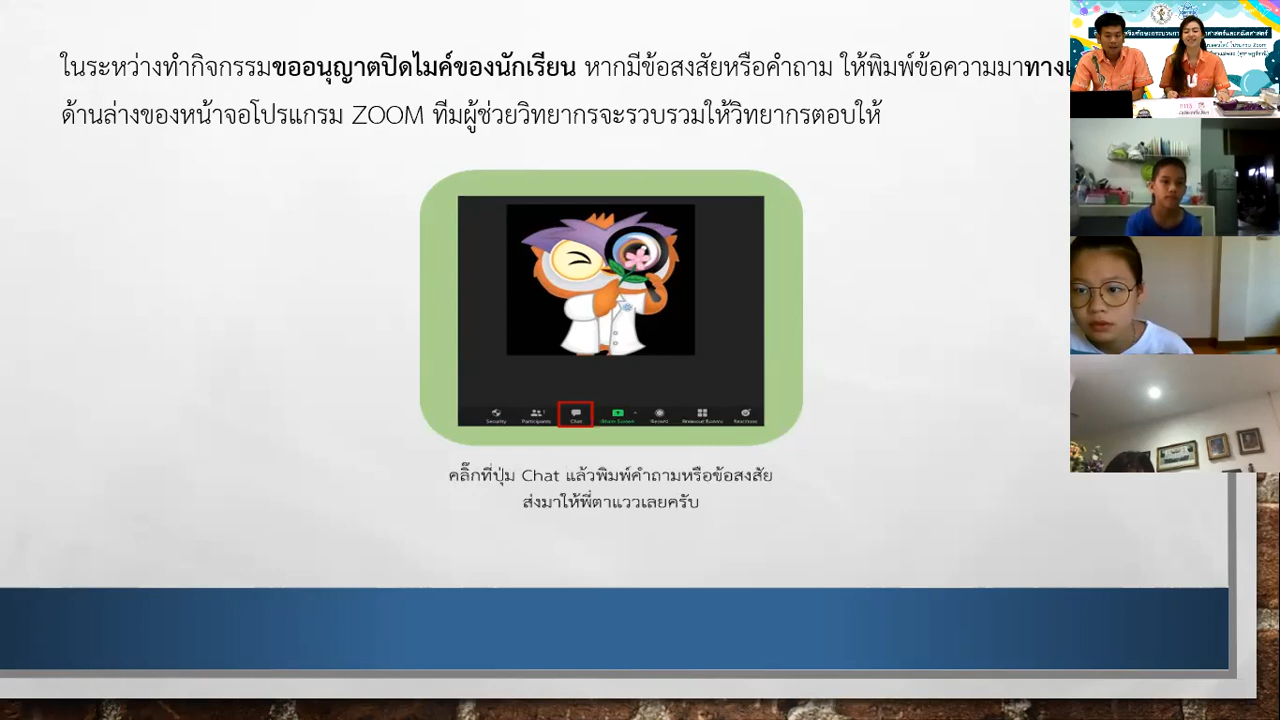 ในระหว่างทำกิจกรรมขออนุญาตปิดไมค์ของนักเรียน หากมีข้อสงสัยหรือคำถาม ให้พิมพ์ข้อความมาทาง
ด้านล่างของหน้าจอโปรแกรม ZOOM ทีมผู้ช่วยวิทยากรจะรวบรวมให้วิทยากรตอบให้
Security Participants Chat Share Screen Record Breakout Rooms Reactions
คลิ๊กที่ปุ่ม Chat แล้วพิมพ์คำถามหรือข้อสงสัย
ส่งมาให้พี่ตาแววเลยครับ